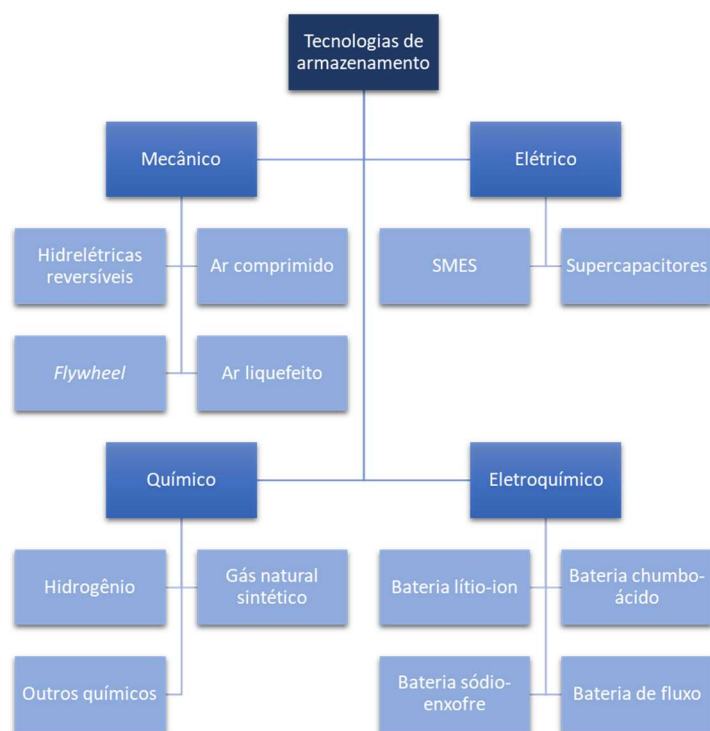 Tecnologias de
armazenamento
Mecânico
Elétrico
Hidrelétricas
reversíveis
Ar comprimido
SMES
Supercapacitores
Flywheel
Ar liquefeito
Químico
Eletroquímico
Hidrogênio
Gás natural
sintético
Bateria lítio-ion
Bateria chumbo-
ácido
Outros químicos
Bateria sódio-
enxofre
Bateria de fluxo